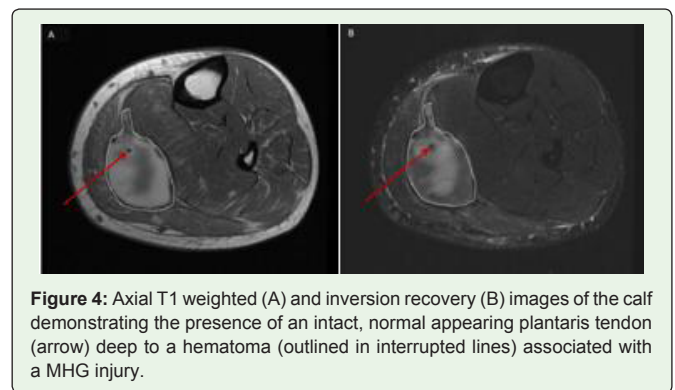 A
B
Figure 4: Axial T1 weighted (A) and inversion recovery (B) images of the calf
demonstrating the presence of an intact, normal appearing plantaris tendon
(arrow) deep to a hematoma (outlined in interrupted lines) associated with
a MHG injury.